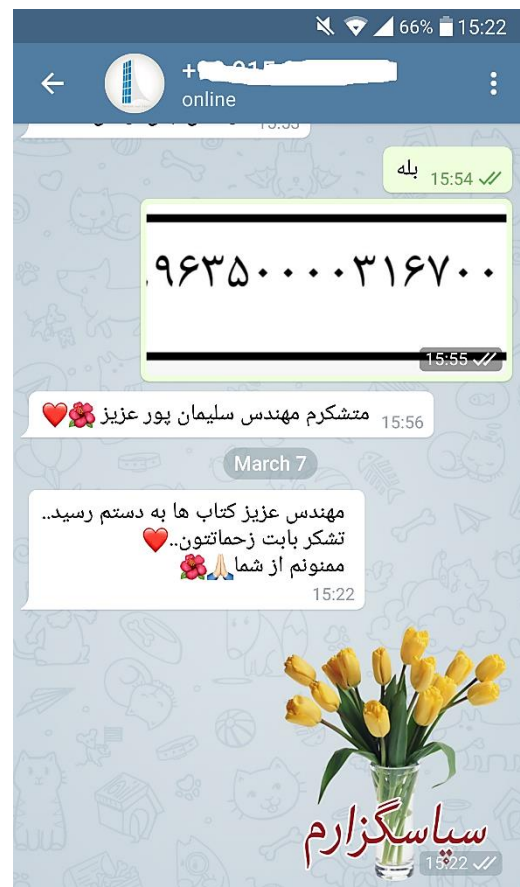 66% 15:22
online
بله
15:54
۹۶۳۵۰۰۰۰۳۱۶۷۰۰
15:55
متشکرم مهندس سلیمان پور عزیز 🌺❤️
15:56
March 7
مهندس عزیز کتاب ها به دستم رسید..
تشکر بابت زحماتتون..❤️
ممنونم از شما🙏🏻🌺
15:22
سپاسگزارم
15:22